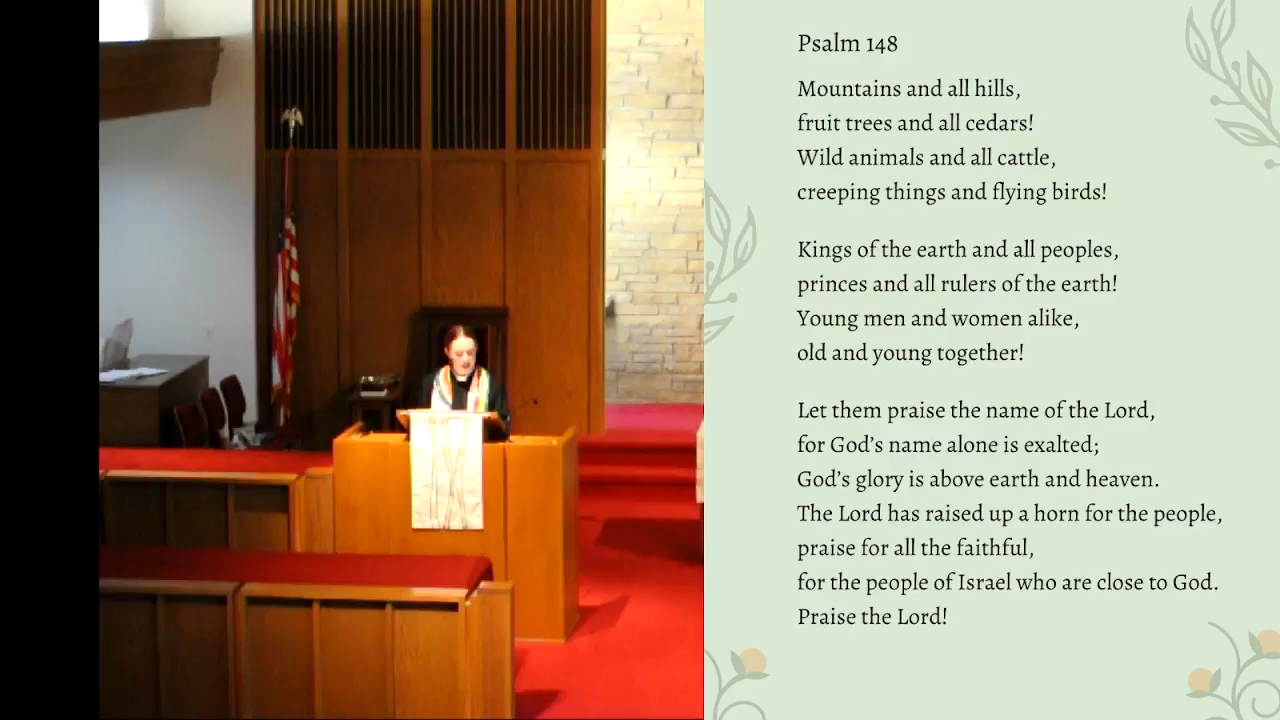 Psalm 148
Mountains and all hills,
fruit trees and all cedars!
Wild animals and all cattle,
creeping things and flying birds!
Kings of the earth and all peoples,
princes and all rulers of the earth!
Young men and women alike,
old and young together!
Let them praise the name of the Lord,
for God’s name alone is exalted;
God’s glory is above earth and heaven.
The Lord has raised up a horn for the people,
praise for all the faithful,
for the people of Israel who are close to God.
Praise the Lord!